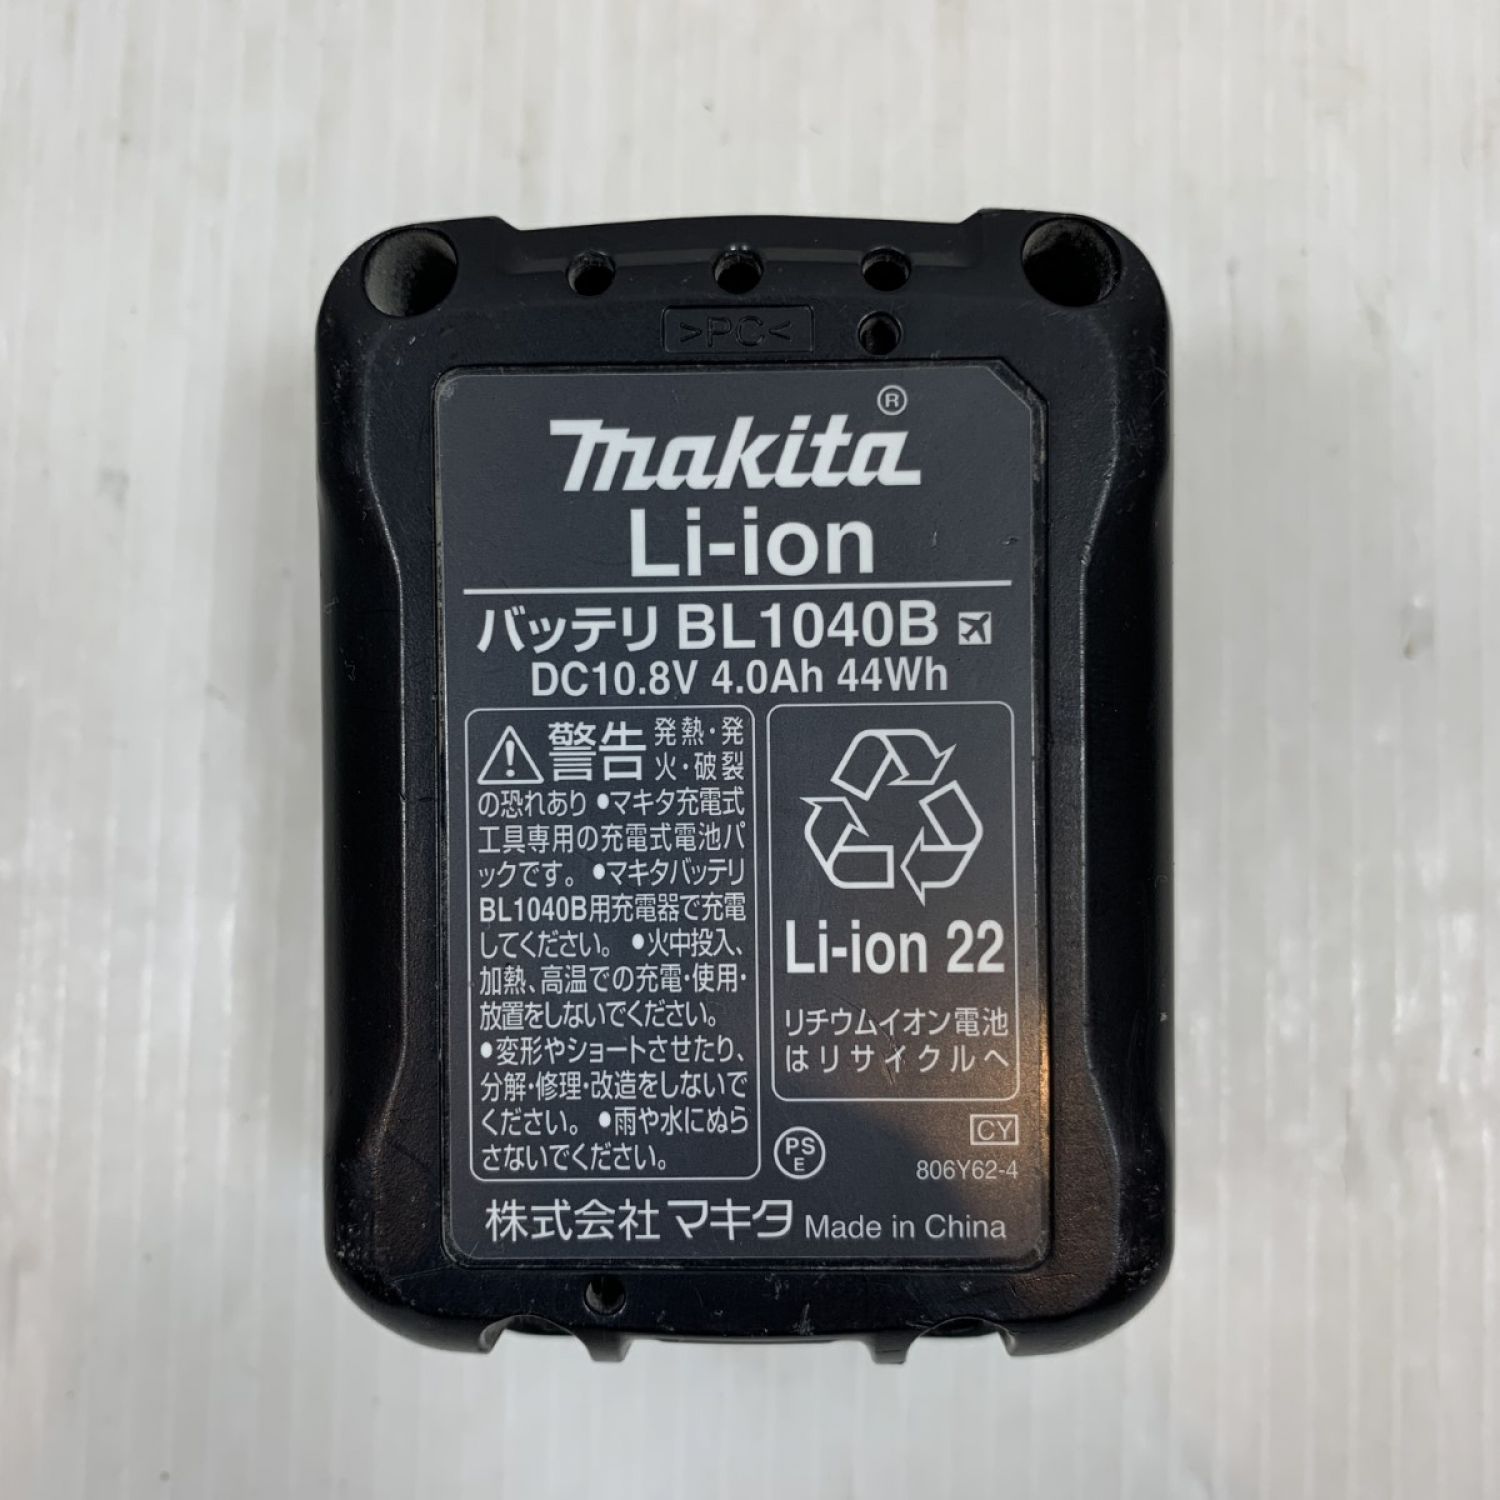 >PC<
makita®
Li-ion
バッテリ BL1040B
DC10.8V 4.0Ah 44Wh
警告 発熱・発
火・破裂
の恐れあり ●マキタ充電式
工具専用の充電式電池パ
ックです。 ●マキタバッテリ
BL1040B用充電器で充電
してください。 ●火中投入、
加熱、高温での充電・使用・
放置をしないでください。
●変形やショートさせたり、
分解・修理・改造をしないで
ください。 ●雨や水にぬら
さないでください。
Li-ion 22
リチウムイオン電池
はリサイクルへ
PS
E
CY
806Y62-4
株式会社マキタ Made in China